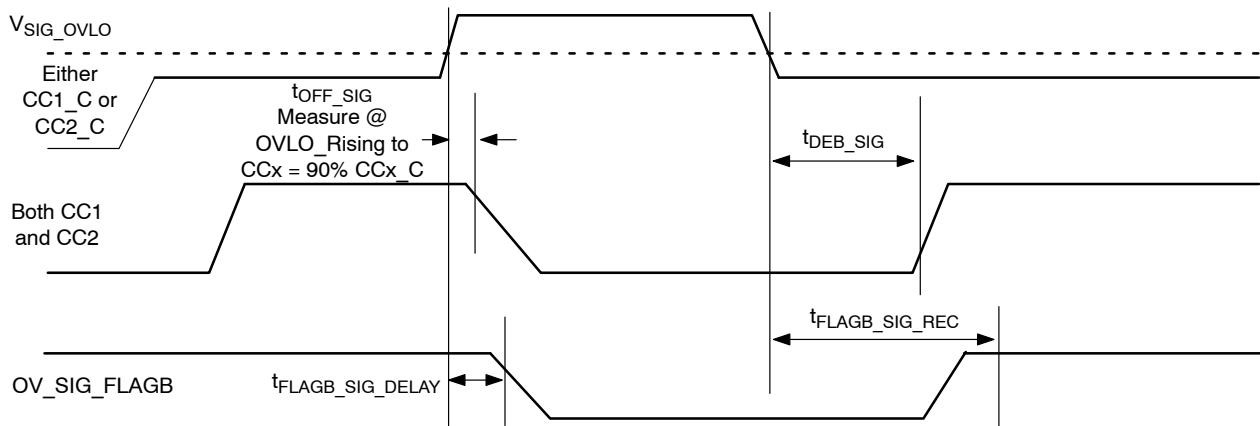 VSIG_OVLO
Either
CC1_C or
CC2_C
tOFF_SIG
Measure @
OVLO_Rising to
CCx = 90% CCx_C
tDEB_SIG
Both CC1
and CC2
tFLAGB_SIG_REC
OV_SIG_FLAGB
tFLAGB_SIG_DELAY